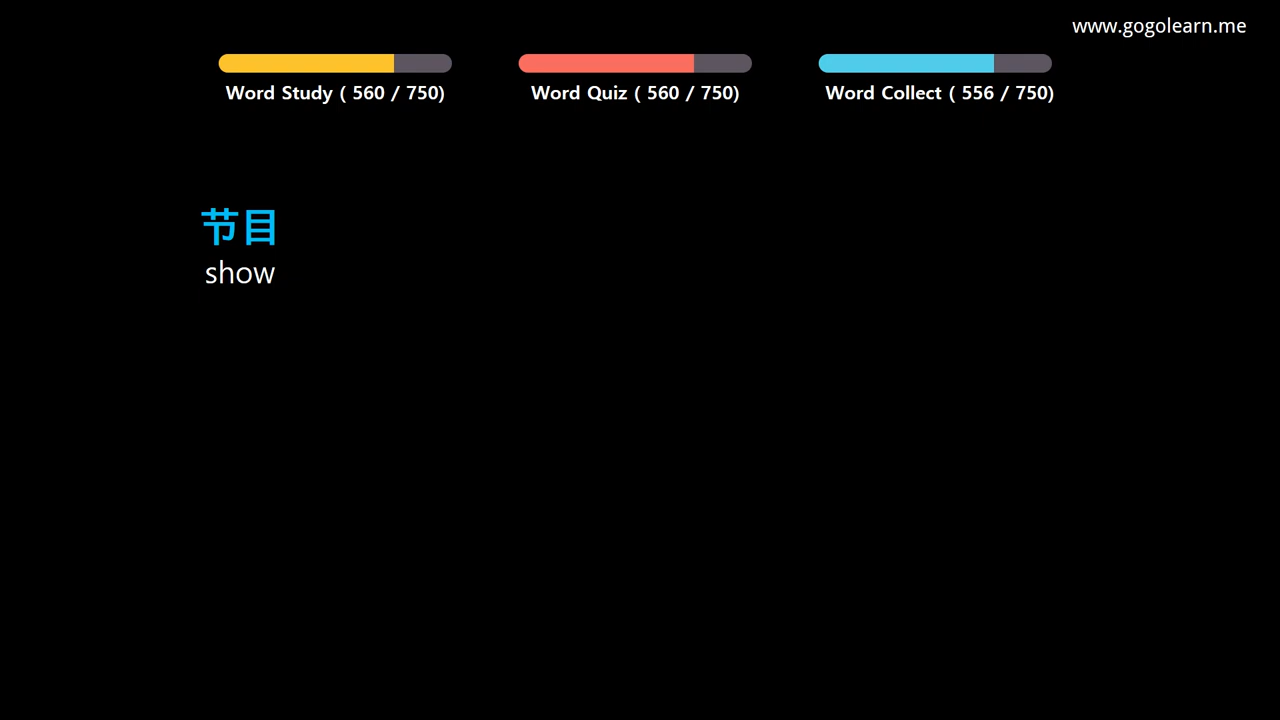 www.gogolearn.me
Word Study ( 560 / 750)
Word Quiz ( 560 / 750)
Word Collect ( 556 / 750)
节目
show